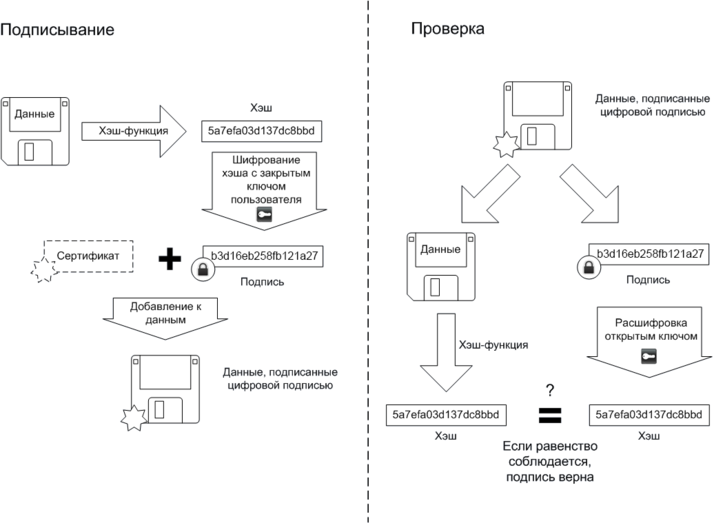 Подписывание
Данные
Хэш-функция
Хэш
5a7efa03d137dc8bbd
Шифрование
хэша с закрытым
ключом
пользователя
Сертификат
b3d16eb258fb121a27
Подпись
Добавление к
данным
Данные, подписанные
цифровой подписью
Проверка
Данные, подписанные
цифровой подписью
Данные
b3d16eb258fb121a27
Подпись
Хэш-функция
Расшифровка
открытым ключом
5a7efa03d137dc8bbd
Хэш
?
=
5a7efa03d137dc8bbd
Хэш
Если равенство
соблюдается,
подпись верна